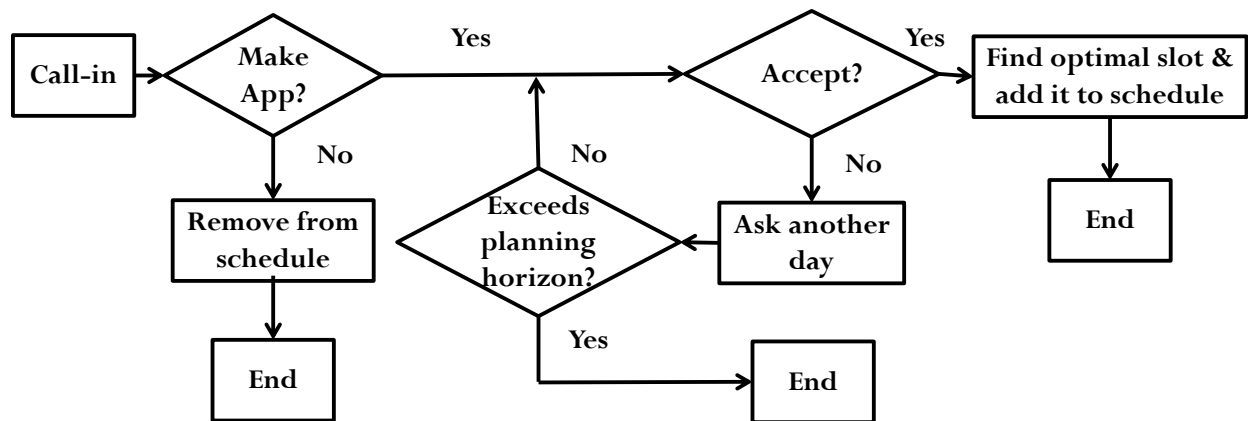 Call-in
Make
App?
Yes
Accept?
Yes
Find optimal slot &
add it to schedule
No
Remove from
schedule
End
No
Exceeds
planning
horizon?
No
Ask another
day
End
Yes
End